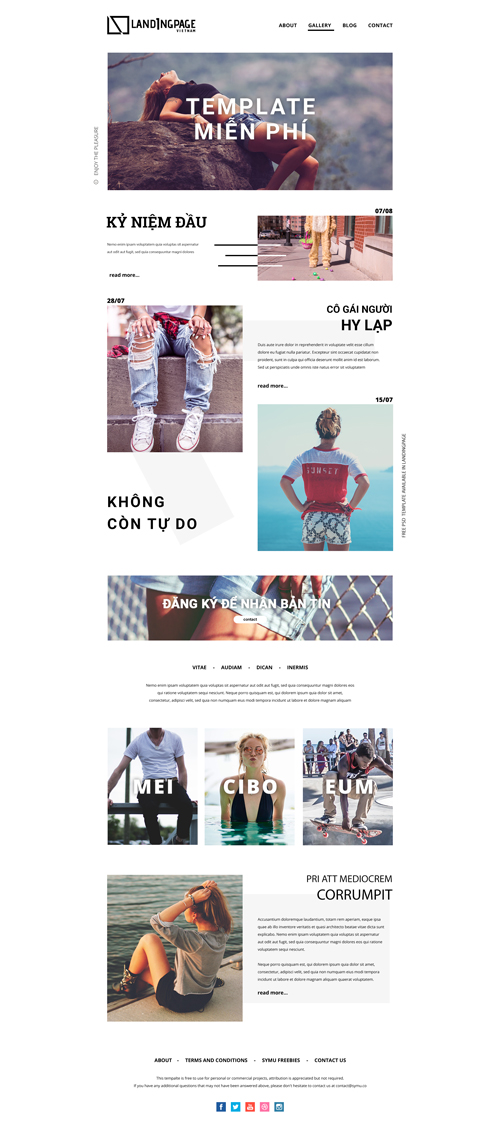 LANDINGPAGE
VIETNAM
ABOUT GALLERY BLOG CONTACT
ENJOY THE PLEASURE
TEMPLATE
MIỄN PHÍ
07/08
KỶ NIỆM ĐẦU
Nemo enim ipsam voluptatem quia voluptas sit aspernatur
aut odit aut fugit, sed quia consequuntur magni dolores
read more...
28/07
CÔ GÁI NGƯỜI
HY LẠP
Duis aute irure dolor in reprehenderit in voluptate velit esse cillum
dolore eu fugiat nulla pariatur. Excepteur sint occaecat cupidatat non
proident, sunt in culpa qui officia deserunt mollit anim id est laborum.
Sed ut perspiciatis unde omnis iste natus error sit voluptatem
read more...
15/07
SUNSET
FREE PSD TEMPLATE AVAILABLE IN LANDINGPAGE
KHÔNG
CÒN TỰ DO
ĐĂNG KÝ ĐỂ NHẬN BẢN TIN
contact
VITAE - AUDIAM - DICAN - INERMIS
Nemo enim ipsam voluptatem quia voluptas sit aspernatur aut odit aut fugit, sed quia consequuntur magni dolores eos
qui ratione voluptatem sequi nesciunt. Neque porro quisquam est, qui dolorem ipsum quia dolor sit amet,
consectetur, adipisci velit, sed quia non numquam eius modi tempora incidunt ut labore et dolore magnam aliquam
MEI CIBO EUM
PRI ATT MEDIOCREM
CORRUMPIT
Accusantium doloremque laudantium, totam rem aperiam, eaque ipsa
quae ab illo inventore veritatis et quasi architecto beatae vitae dicta sunt
explicabo. Nemo enim ipsam voluptatem quia voluptas sit aspernatur
aut odit aut fugit, sed quia consequuntur magni dolores eos qui ratione
voluptatem sequi nesciunt.
Neque porro quisquam est, qui dolorem ipsum quia dolor sit amet,
consectetur, adipisci velit, sed quia non numquam eius modi tempora
incidunt ut labore et dolore magnam aliquam quaerat voluptatem.
read more...
ABOUT - TERMS AND CONDITIONS - SYMU FREEBIES - CONTACT US
This tempalte is free to use for personal or commercial projects, attribution is appreciated but not required.
If you have any additional questions that may not have been answered above, please don't hesitate to contact us at contact@symu.co